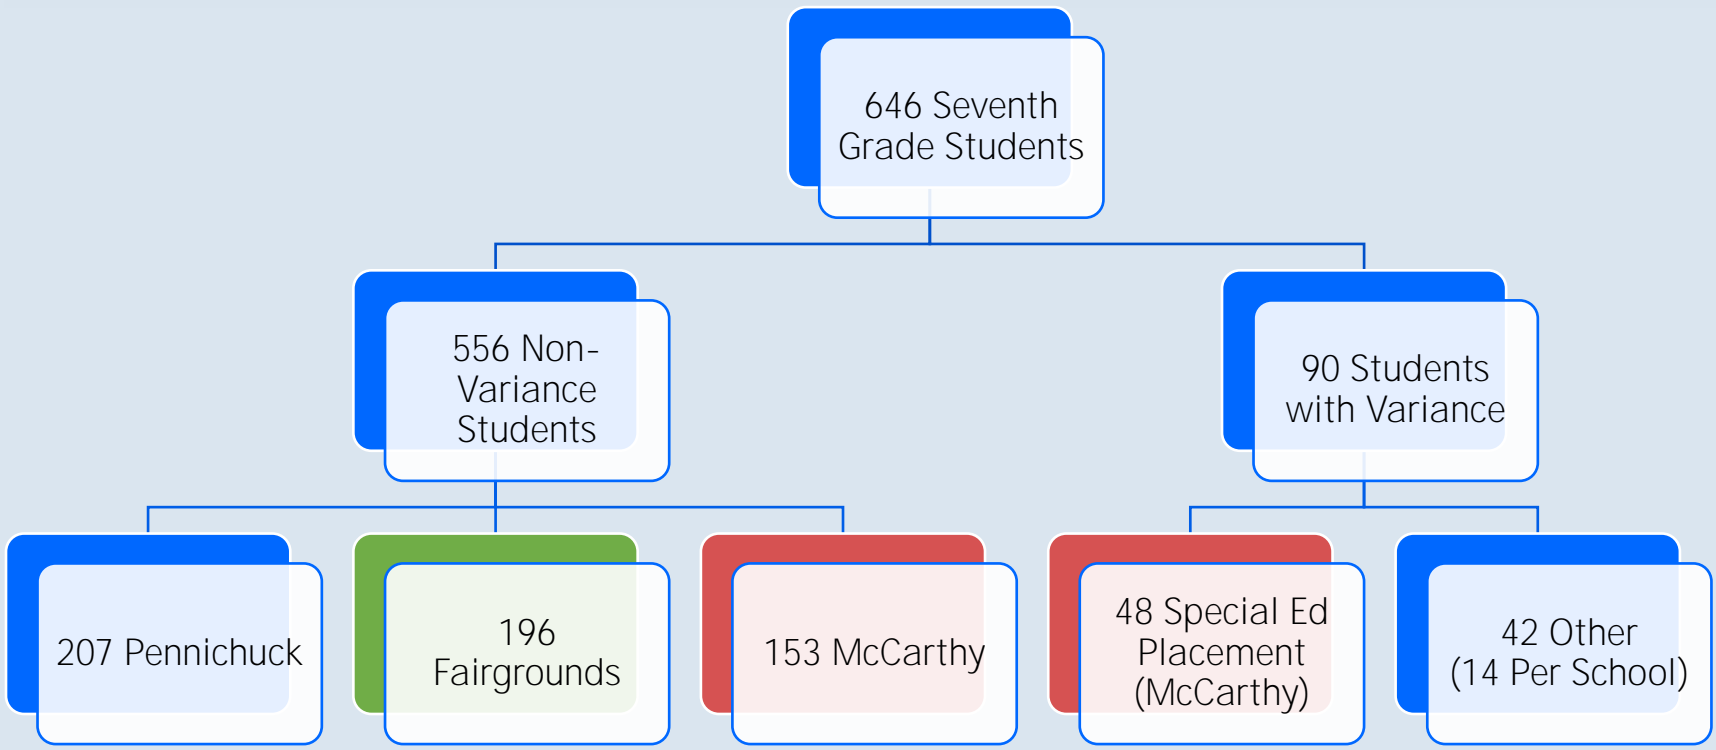 646 Seventh
Grade Students
556 Non-
Variance
Students
90 Students
with Variance
207 Pennichuck
196
Fairgrounds
153 McCarthy
48 Special Ed
Placement
(McCarthy)
42 Other
(14 Per School)